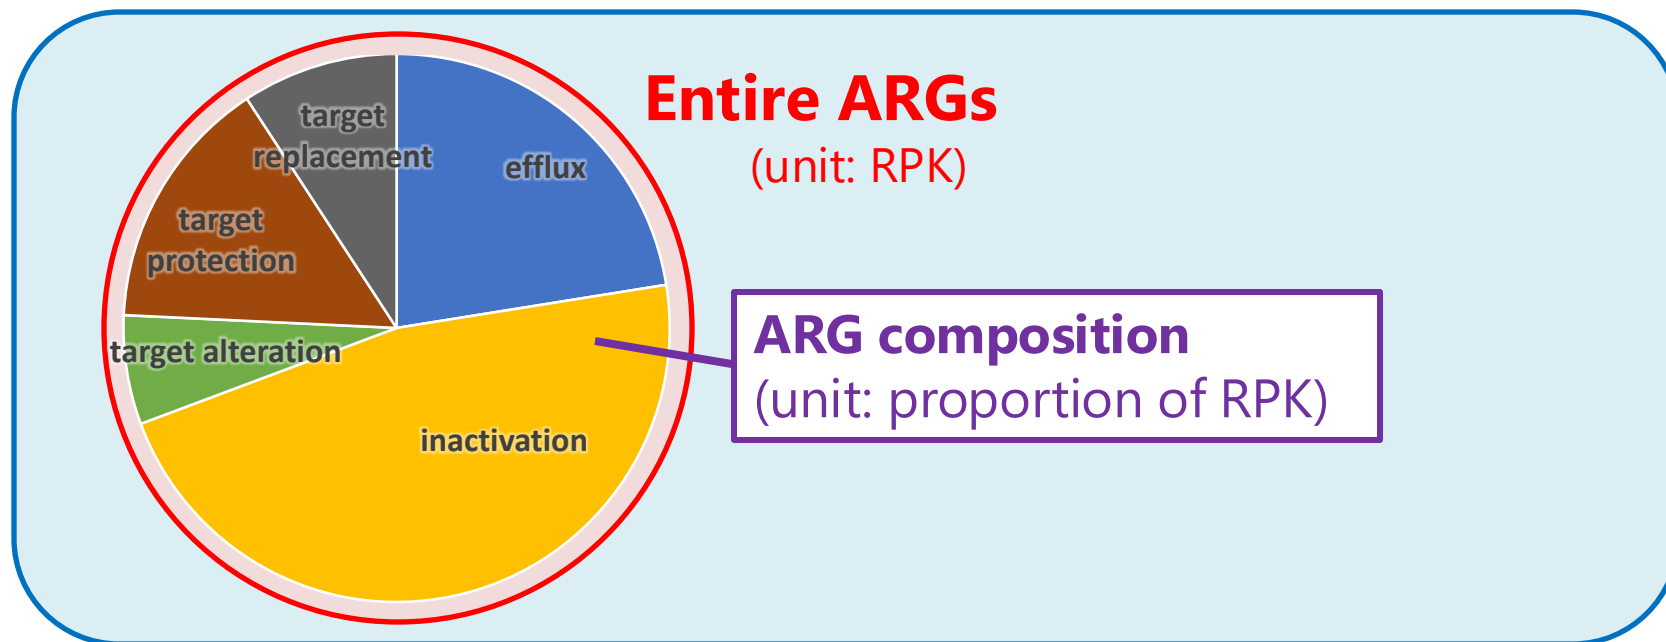 target
replacement
efflux
target
protection
target alteration
inactivation
Entire ARGs
(unit: RPK)
ARG composition
(unit: proportion of RPK)